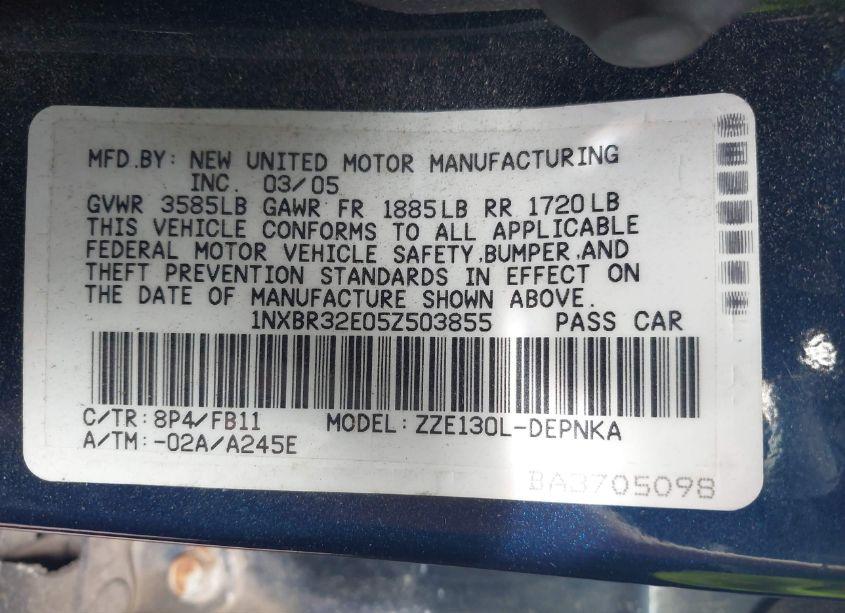 MFD.BY: NEW UNITED MOTOR MANUFACTURING
INC. 03/05
GVWR 3585LB GAWR FR 1885LB RR 1720LB
THIS VEHICLE CONFORMS TO ALL APPLICABLE
FEDERAL MOTOR VEHICLE SAFETY,BUMPER,AND
THEFT PREVENTION STANDARDS IN EFFECT ON
THE DATE OF MANUFACTURE SHOWN ABOVE.
1NXBR32E05Z503855 PASS CAR
C/TR:8P4/FB11 MODEL:ZZE130L-DEPNKA
A/TM:-02A/A245E
BA3705098